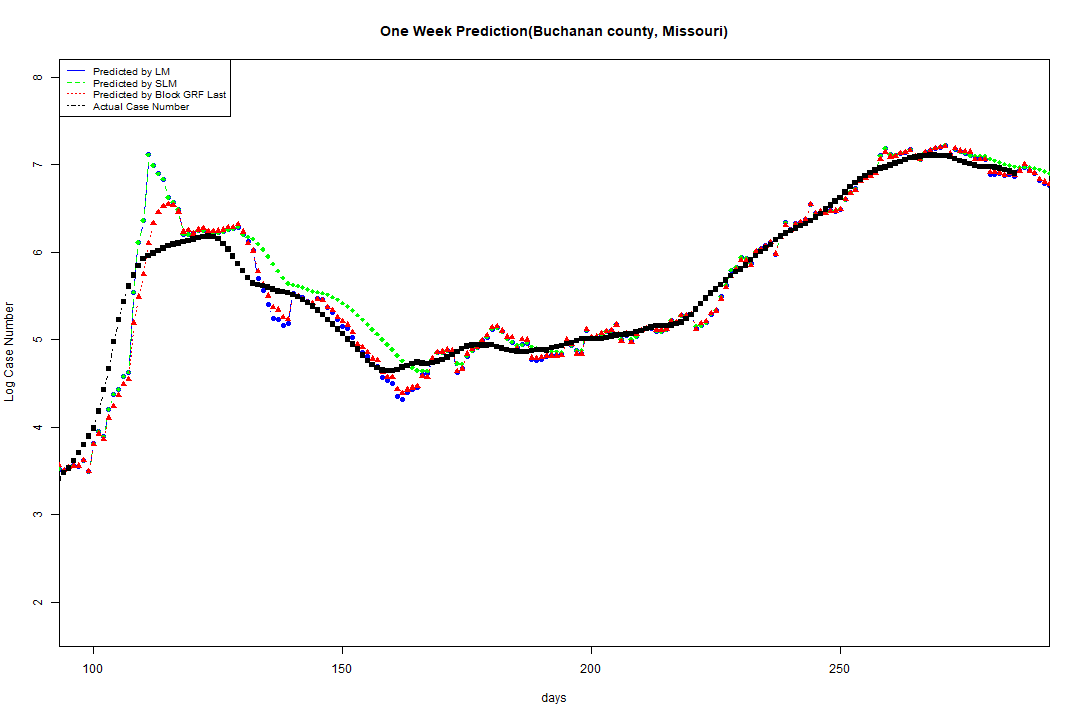 One Week Prediction(Buchanan county, Missouri)
Predicted by LM
Predicted by SLM
Predicted by Block GRF Last
Actual Case Number
8
7
6
5
4
3
2
Log Case Number
100 150 200 250
days